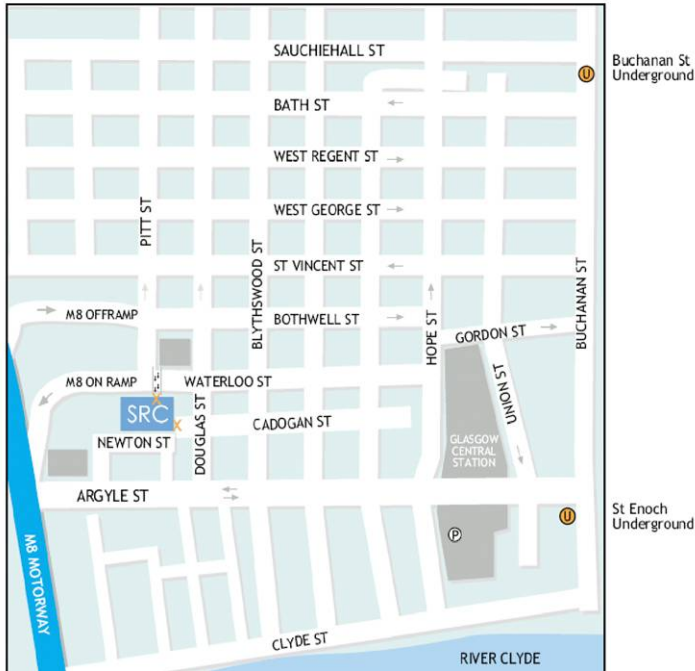 SAUCHIEHALL ST
Buchanan St
Underground
U
BATH ST
WEST REGENT ST
PITT ST
WEST GEORGE ST
BLYTHSWOOD ST
ST VINCENT ST
BUCHANAN ST
M8 OFFRAMP
BOTHWELL ST
HOPE ST
GORDON ST
M8 ON RAMP
WATERLOO ST
UNION ST
SRC
DOUGLAS ST
CADOGAN ST
NEWTON ST
GLASGOW
CENTRAL
STATION
ARGYLE ST
St Enoch
Underground
U
P
M8 MOTORWAY
CLYDE ST
RIVER CLYDE